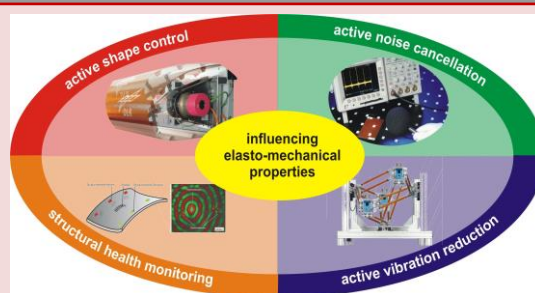 active shape control
active noise cancellation
influencing
elasto-mechanical
properties
structural health monitoring
active vibration reduction